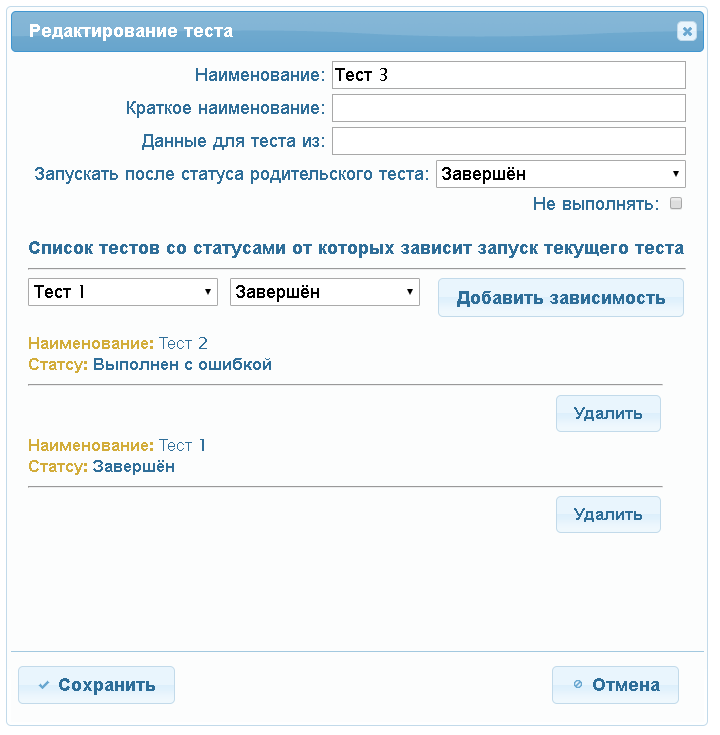 Редактирование теста
Наименование: Тест 3
Краткое наименование:
Данные для теста из:
Запускать после статуса родительского теста: Завершён
Не выполнять:
Список тестов со статусами от которых зависит запуск текущего теста
Тест 1 Завершён Добавить зависимость
Наименование: Тест 2
Статсу: Выполнен с ошибкой
Удалить
Наименование: Тест 1
Статсу: Завершён
Удалить
Сохранить Отмена